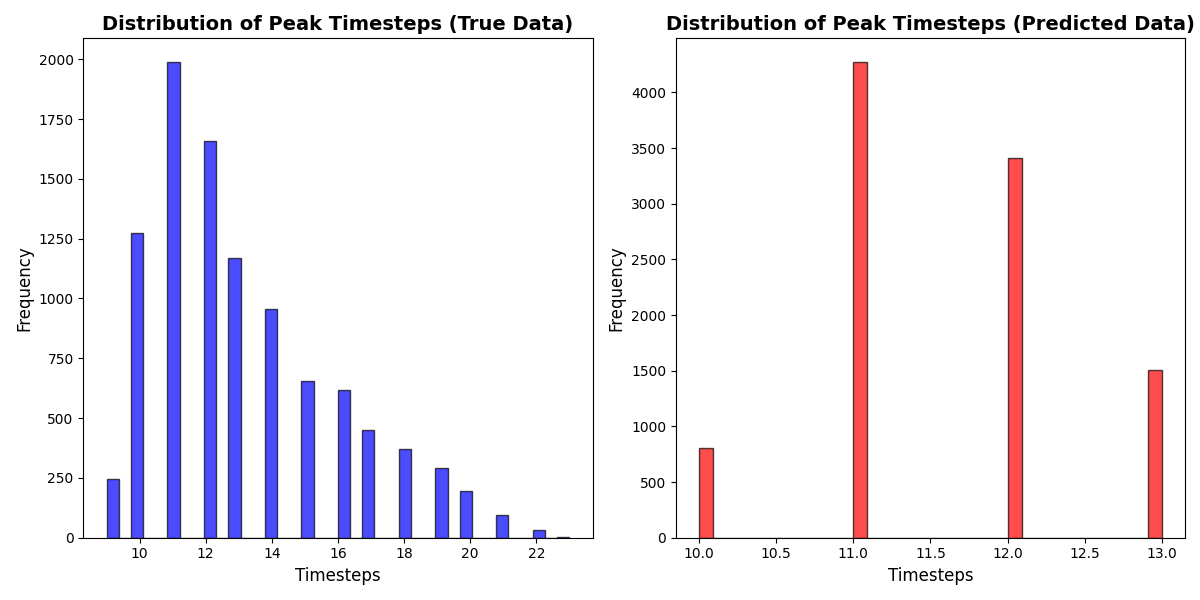 Distribution of Peak Timesteps (True Data)
2000
1750
1500
1250
1000
750
500
250
0
Frequency
10 12 14 16 18 20 22
Timesteps
Distribution of Peak Timesteps (Predicted Data)
4000
3500
3000
2500
2000
1500
1000
500
0
Frequency
10.0 10.5 11.0 11.5 12.0 12.5 13.0
Timesteps